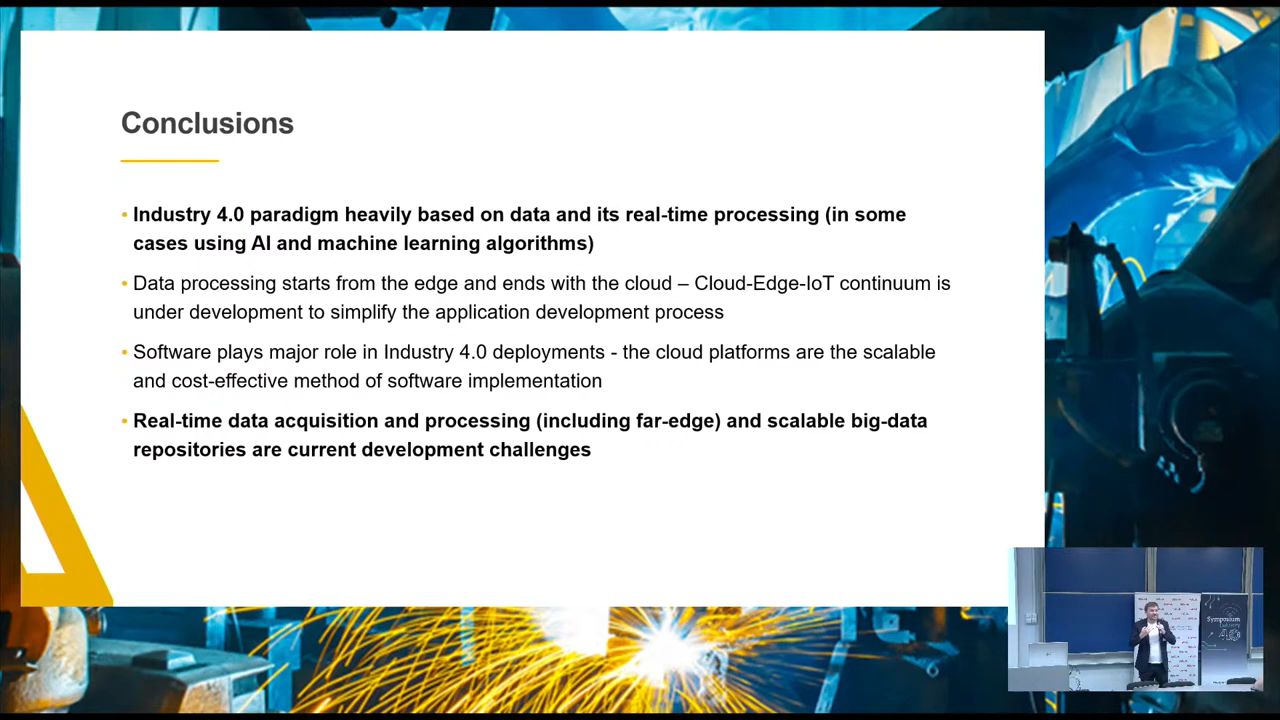 Conclusions
• Industry 4.0 paradigm heavily based on data and its real-time processing (in some
cases using AI and machine learning algorithms)
• Data processing starts from the edge and ends with the cloud – Cloud-Edge-IoT continuum is
under development to simplify the application development process
• Software plays major role in Industry 4.0 deployments - the cloud platforms are the scalable
and cost-effective method of software implementation
• Real-time data acquisition and processing (including far-edge) and scalable big-data
repositories are current development challenges
Symposium
Industry
4.0